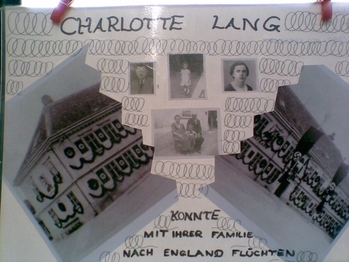 CHARLOTTE LANG
KONNTE
MIT IHRER FAMILIE
NACH ENGLAND FLÜCHTEN